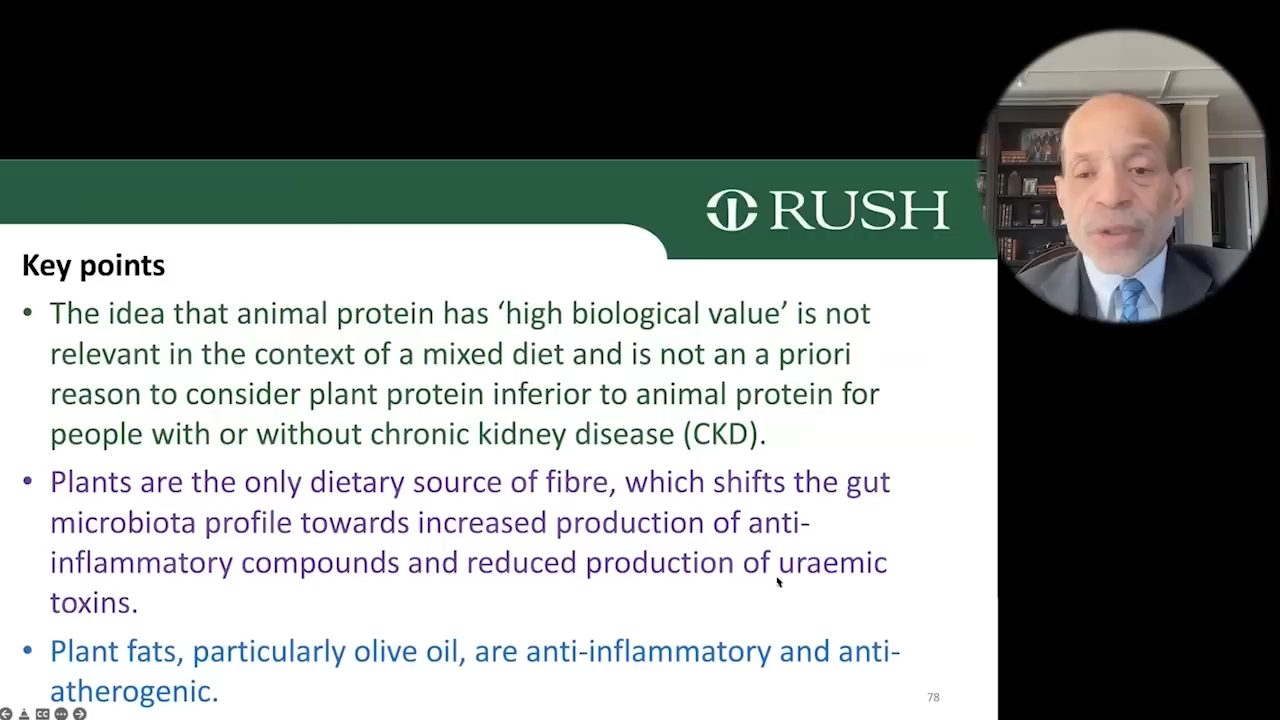 RUSH
Key points
• The idea that animal protein has ‘high biological value’ is not
relevant in the context of a mixed diet and is not an a priori
reason to consider plant protein inferior to animal protein for
people with or without chronic kidney disease (CKD).
• Plants are the only dietary source of fibre, which shifts the gut
microbiota profile towards increased production of anti-
inflammatory compounds and reduced production of uraemic
toxins.
• Plant fats, particularly olive oil, are anti-inflammatory and anti-
atherogenic.
78
CC